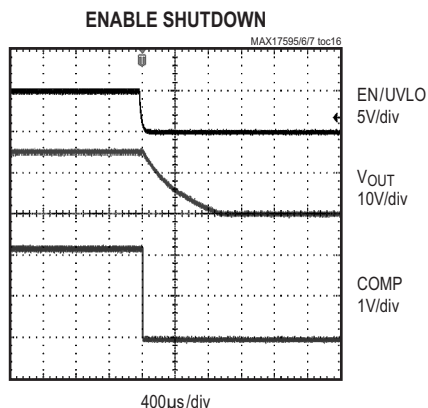 ENABLE SHUTDOWN
MAX17595/6/7 toc16
T
EN/UVLO
5V/div
VOUT
10V/div
COMP
1V/div
400µs/div